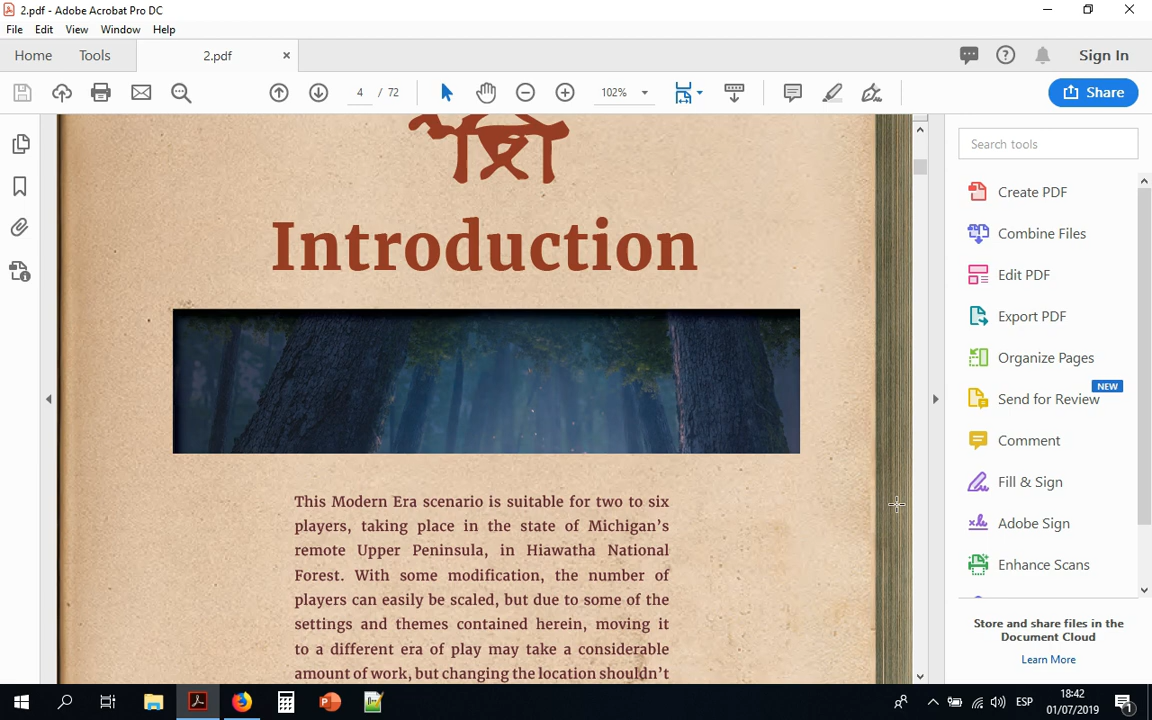 2.pdf - Adobe Acrobat Pro DC
File Edit View Window Help
Home Tools 2.pdf Sign In
4 / 72 102% Share
Introduction
This Modern Era scenario is suitable for two to six
players, taking place in the state of Michigan's
remote Upper Peninsula, in Hiawatha National
Forest. With some modification, the number of
players can easily be scaled, but due to some of the
settings and themes contained herein, moving it
to a different era of play may take a considerable
amount of work, but changing the location shouldn't
Search tools
Create PDF
Combine Files
Edit PDF
Export PDF
Organize Pages
NEW
Send for Review
Comment
Fill & Sign
Adobe Sign
Enhance Scans
Store and share files in the
Document Cloud
Learn More
ESP
18:42
01/07/2019
1